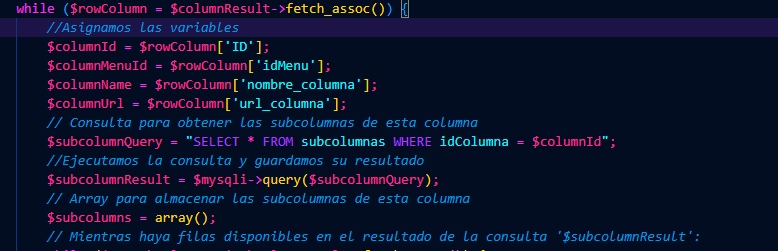 while ($rowColumn = $columnResult->fetch_assoc()) {
//Asignamos las variables
$columnId = $rowColumn['ID'];
$columnMenuId = $rowColumn['idMenu'];
$columnName = $rowColumn['nombre_columna'];
$columnUrl = $rowColumn['url_columna'];
// Consulta para obtener las subcolumnas de esta columna
$subcolumnQuery = "SELECT * FROM subcolumnas WHERE idColumna = $columnId";
//Ejecutamos la consulta y guardamos su resultado
$subcolumnResult = $mysqli->query($subcolumnQuery);
// Array para almacenar las subcolumnas de esta columna
$subcolumns = array();
// Mientras haya filas disponibles en el resultado de la consulta '$subcolumnResult':